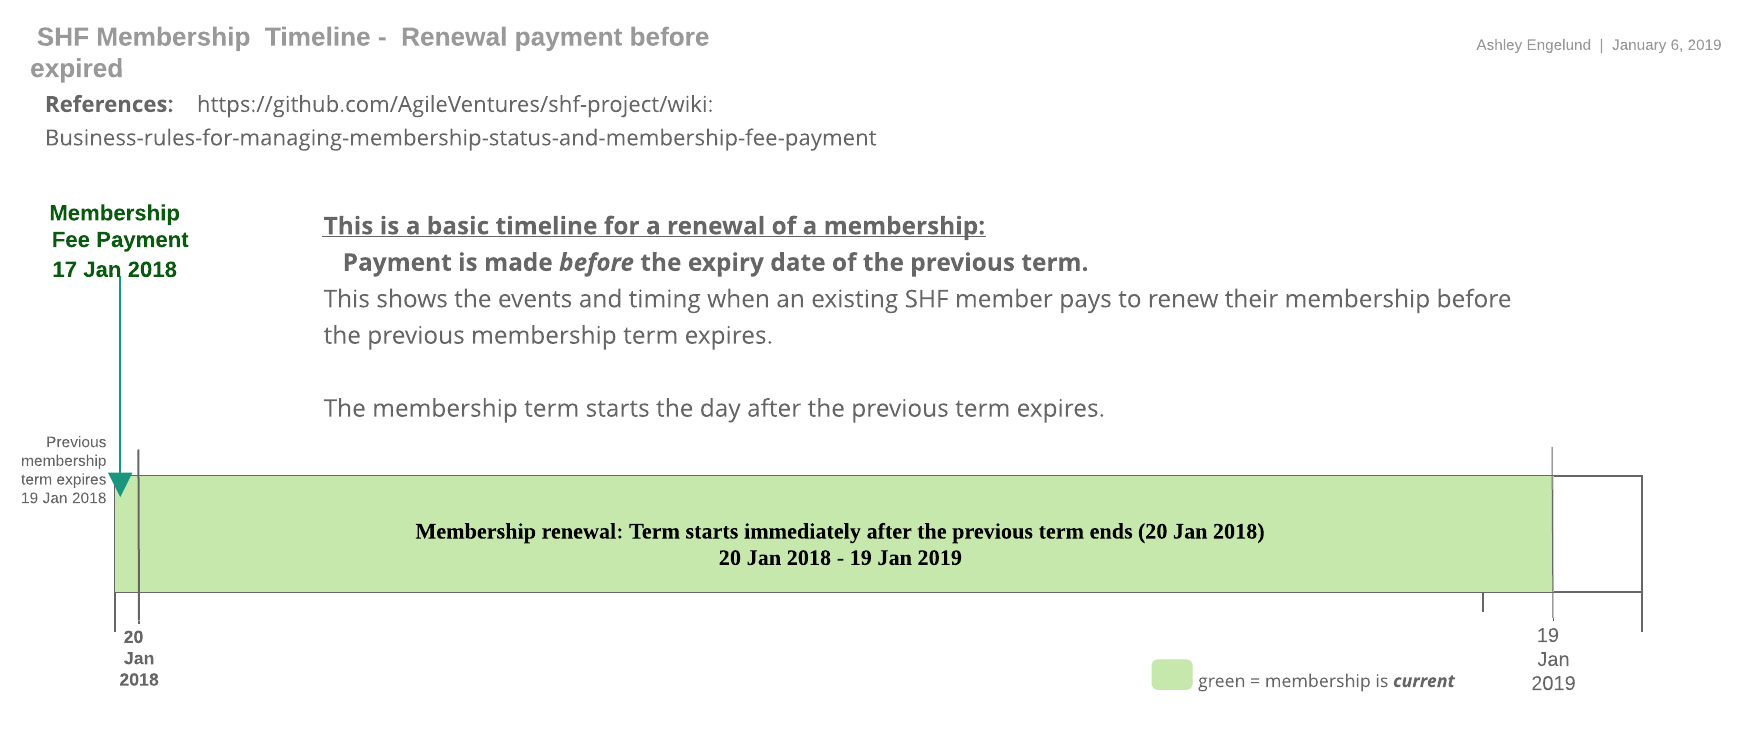 SHF Membership  Timeline -  Renewal payment before
expired
Ashley Engelund  |  January 6, 2019
References:   https://github.com/AgileVentures/shf-project/wiki:
Business-rules-for-managing-membership-status-and-membership-fee-payment
Membership
Fee Payment
17 Jan 2018
This is a basic timeline for a renewal of a membership:
Payment is made before the expiry date of the previous term.
This shows the events and timing when an existing SHF member pays to renew their membership before
the previous membership term expires.
The membership term starts the day after the previous term expires.
Previous
membership
term expires
19 Jan 2018
Membership renewal: Term starts immediately after the previous term ends (20 Jan 2018)
20 Jan 2018 - 19 Jan 2019
20
Jan
2018
green = membership is current
19
Jan
2019